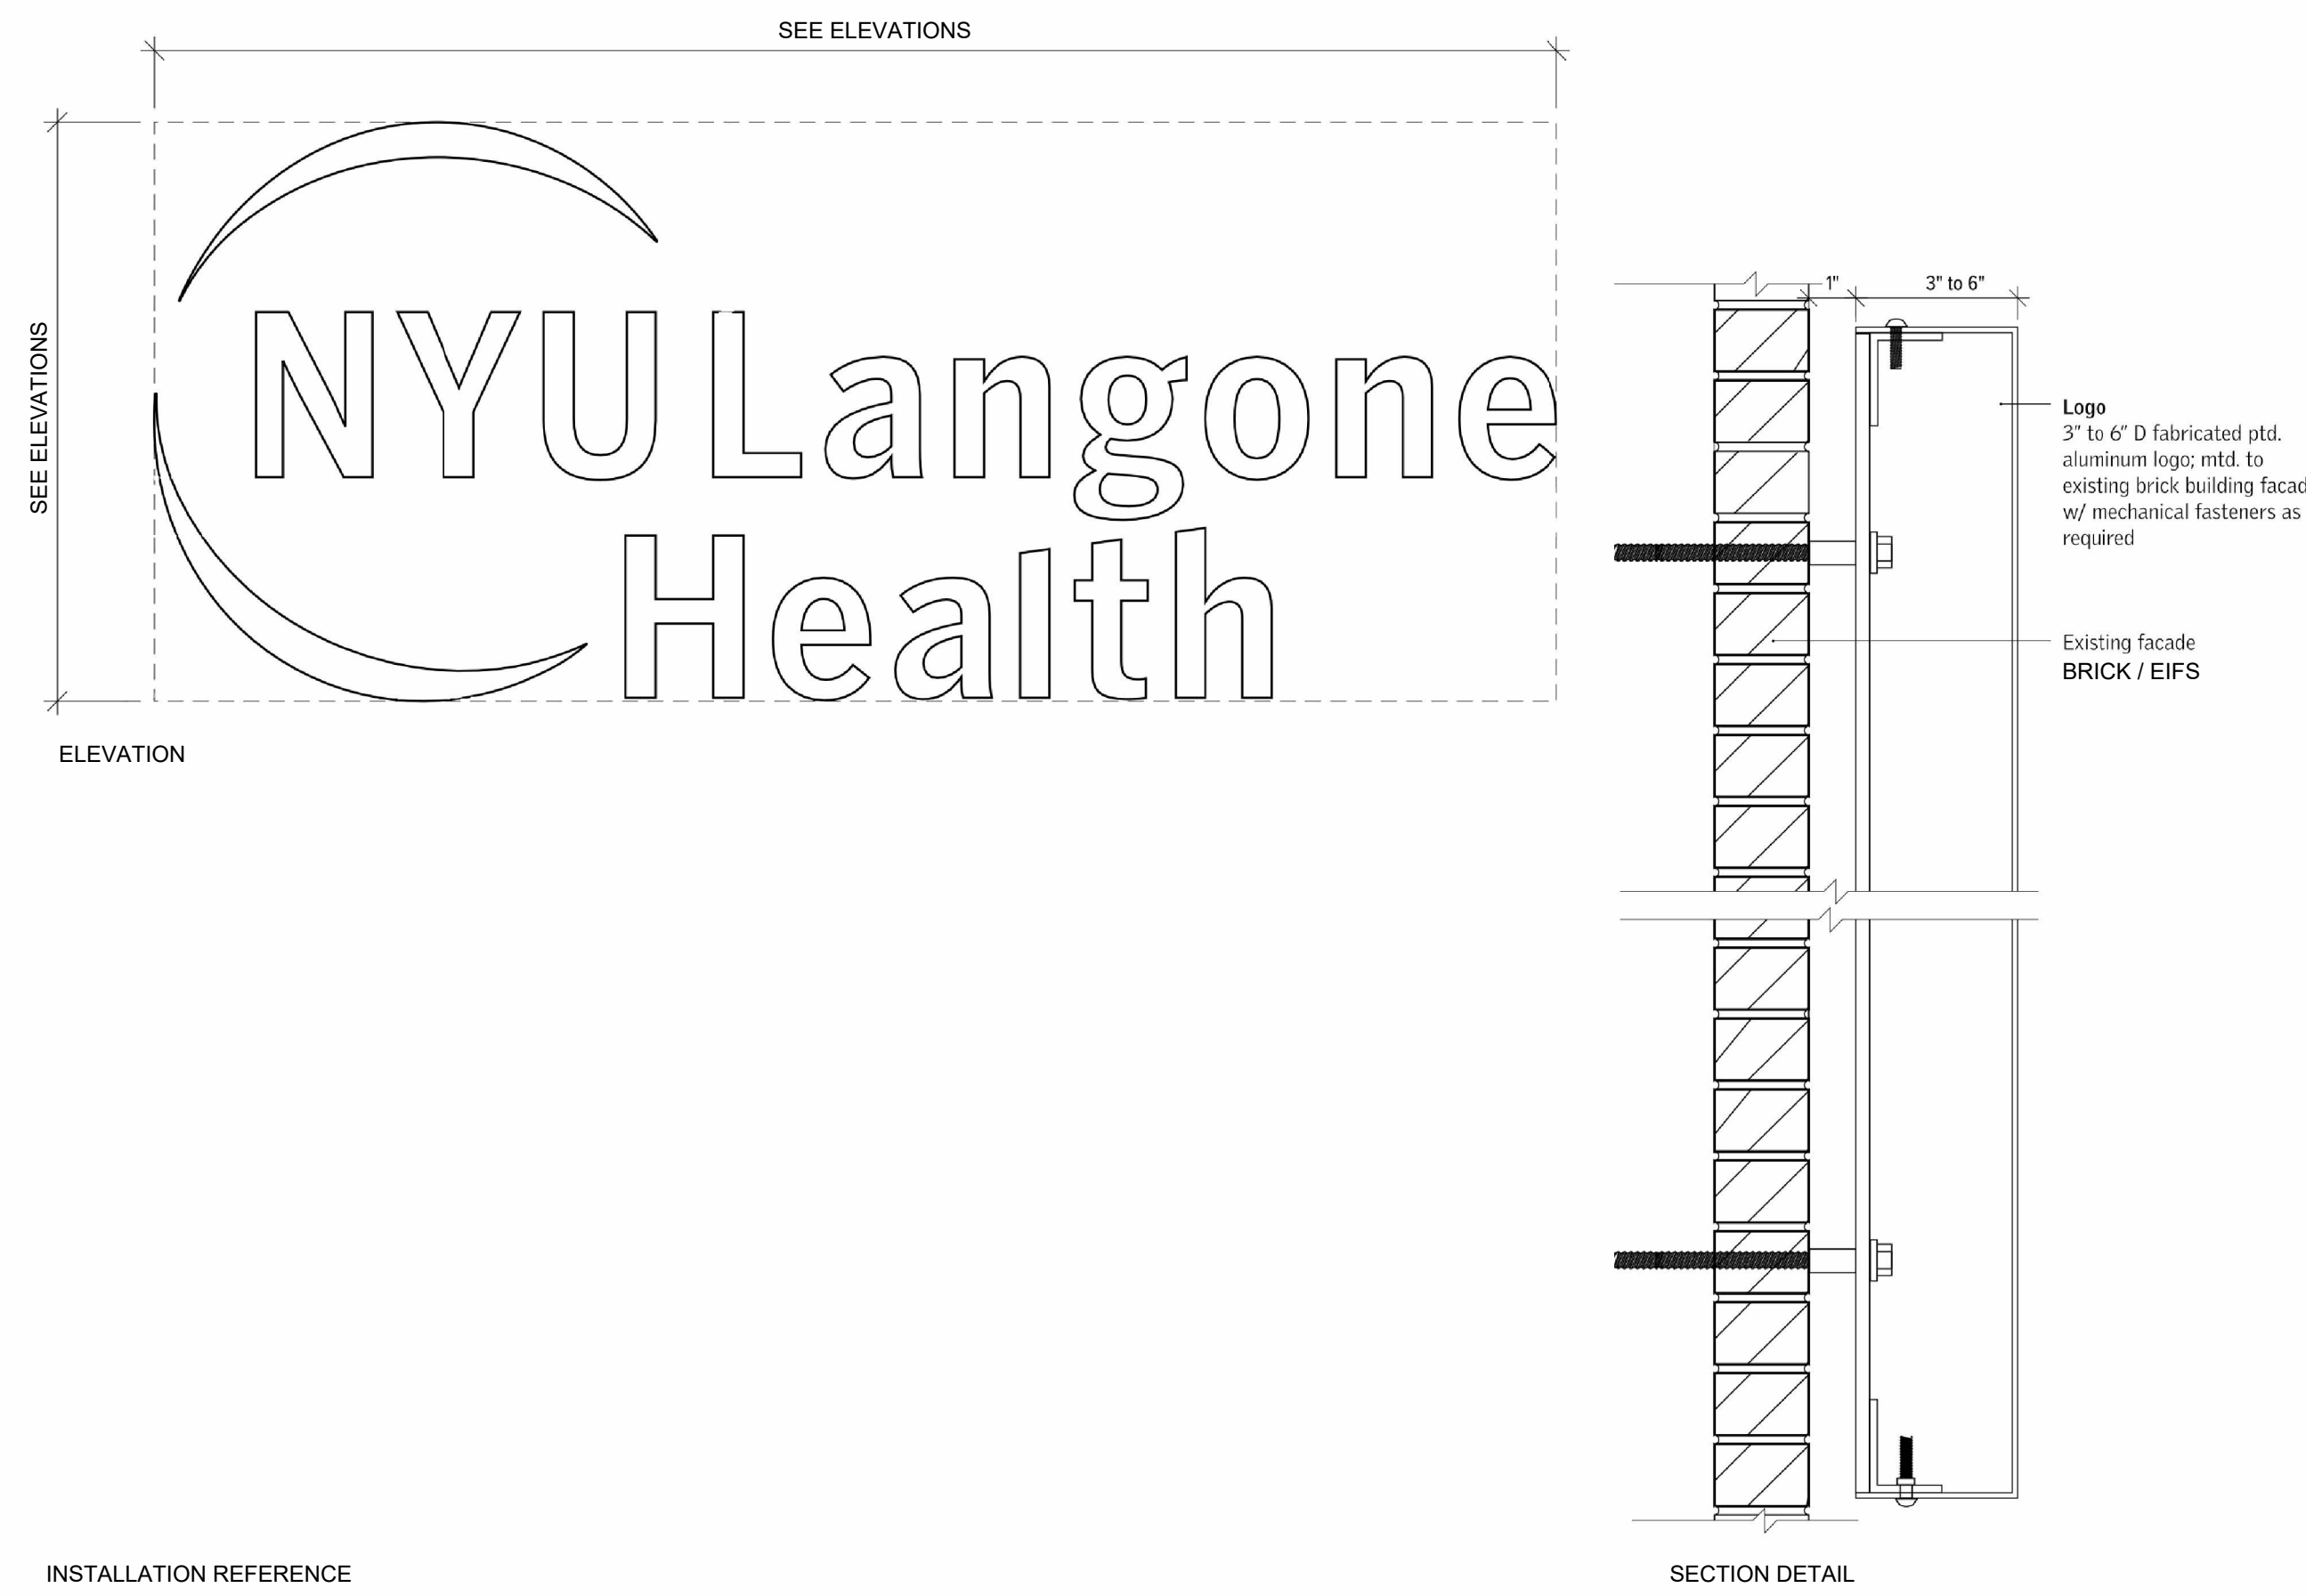 SEE ELEVATIONS
SEE ELEVATIONS
NYU Langone
Health
ELEVATION
INSTALLATION REFERENCE
1"
3" to 6"
Logo
3" to 6" D fabricated ptd.
aluminum logo; mtd. to
existing brick building facad
w/ mechanical fasteners as
required
Existing facade
BRICK / EIFS
SECTION DETAIL